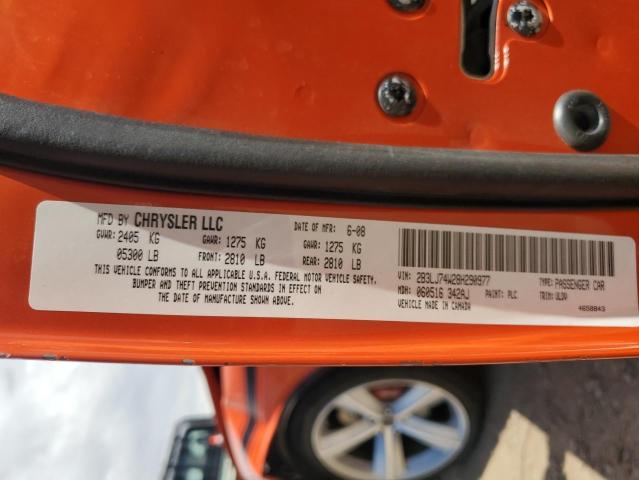 MFD BY CHRYSLER LLC DATE OF MFR 6-08
GVWR: 2405 KG GAWR: 1275 KG GAWR: 1275 KG
05300 LB FRONT: 2810 LB REAR: 2810 LB
THIS VEHICLE CONFORMS TO ALL APPLICABLE U.S.A. FEDERAL MOTOR VEHICLE SAFETY,
BUMPER AND THEFT PREVENTION STANDARDS IN EFFECT ON
THE DATE OF MANUFACTURE SHOWN ABOVE.
VIN: 2B3LJ74W28H290977 TYPE: PASSENGER CAR
MDH: 060516 342AJ PAINT: PLC TRIM: ULDV
VEHICLE MADE IN CANADA 4658843